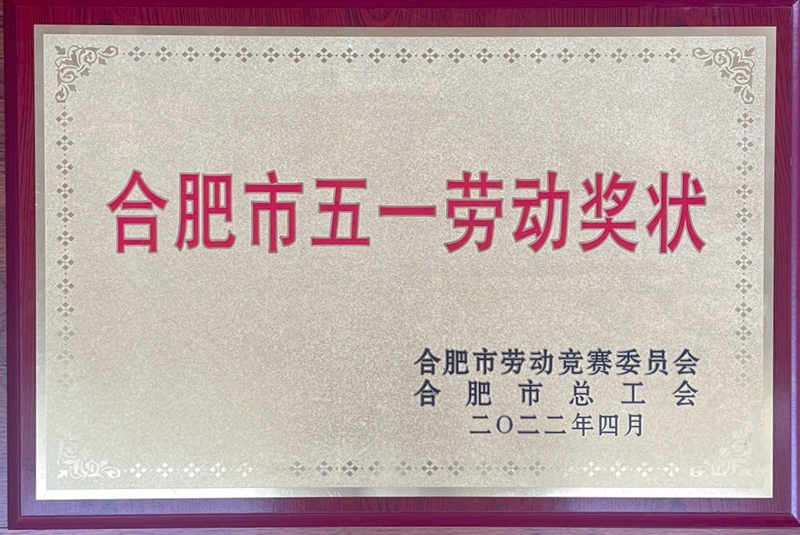 合肥市五一劳动奖状
合肥市劳动竞赛委员会
合肥市总工会
二〇二二年四月